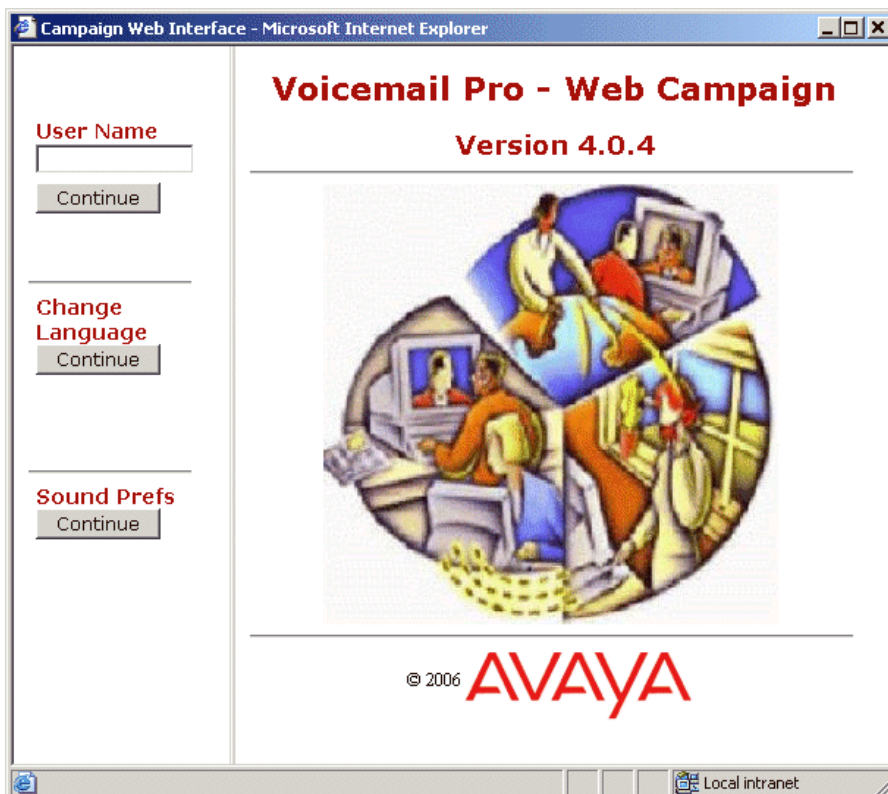 Campaign Web Interface - Microsoft Internet Explorer
User Name
Continue
Change
Language
Continue
Sound Prefs
Continue
Voicemail Pro - Web Campaign
Version 4.0.4
© 2006 AVAYA
Local intranet